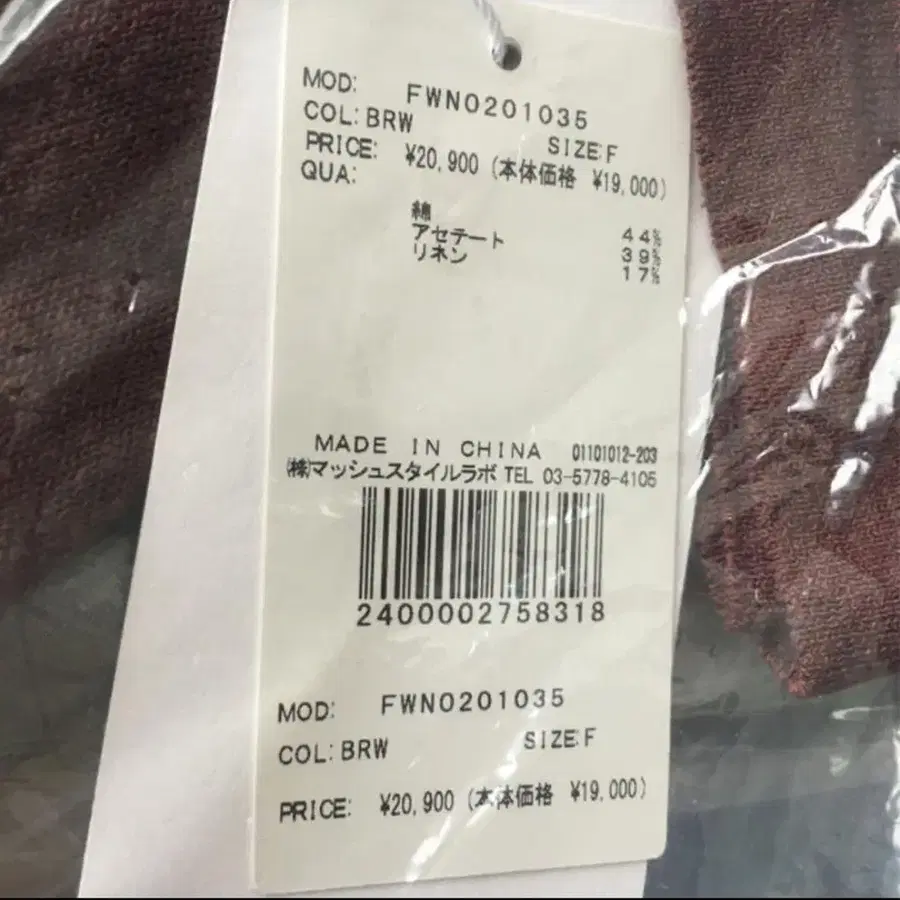 MOD: FWNO201035
COL: BRW SIZE:F
PRICE: ¥20,900 (本体価格 ¥19,000)
QUA:
綿 44%
アセテート 39%
リネン 17%
MADE IN CHINA 01101012-203
㈱マッシュスタイルラボ TEL 03-5778-4105
2400002758318
MOD: FWNO201035
COL: BRW SIZE:F
PRICE: ¥20,900 (本体価格 ¥19,000)